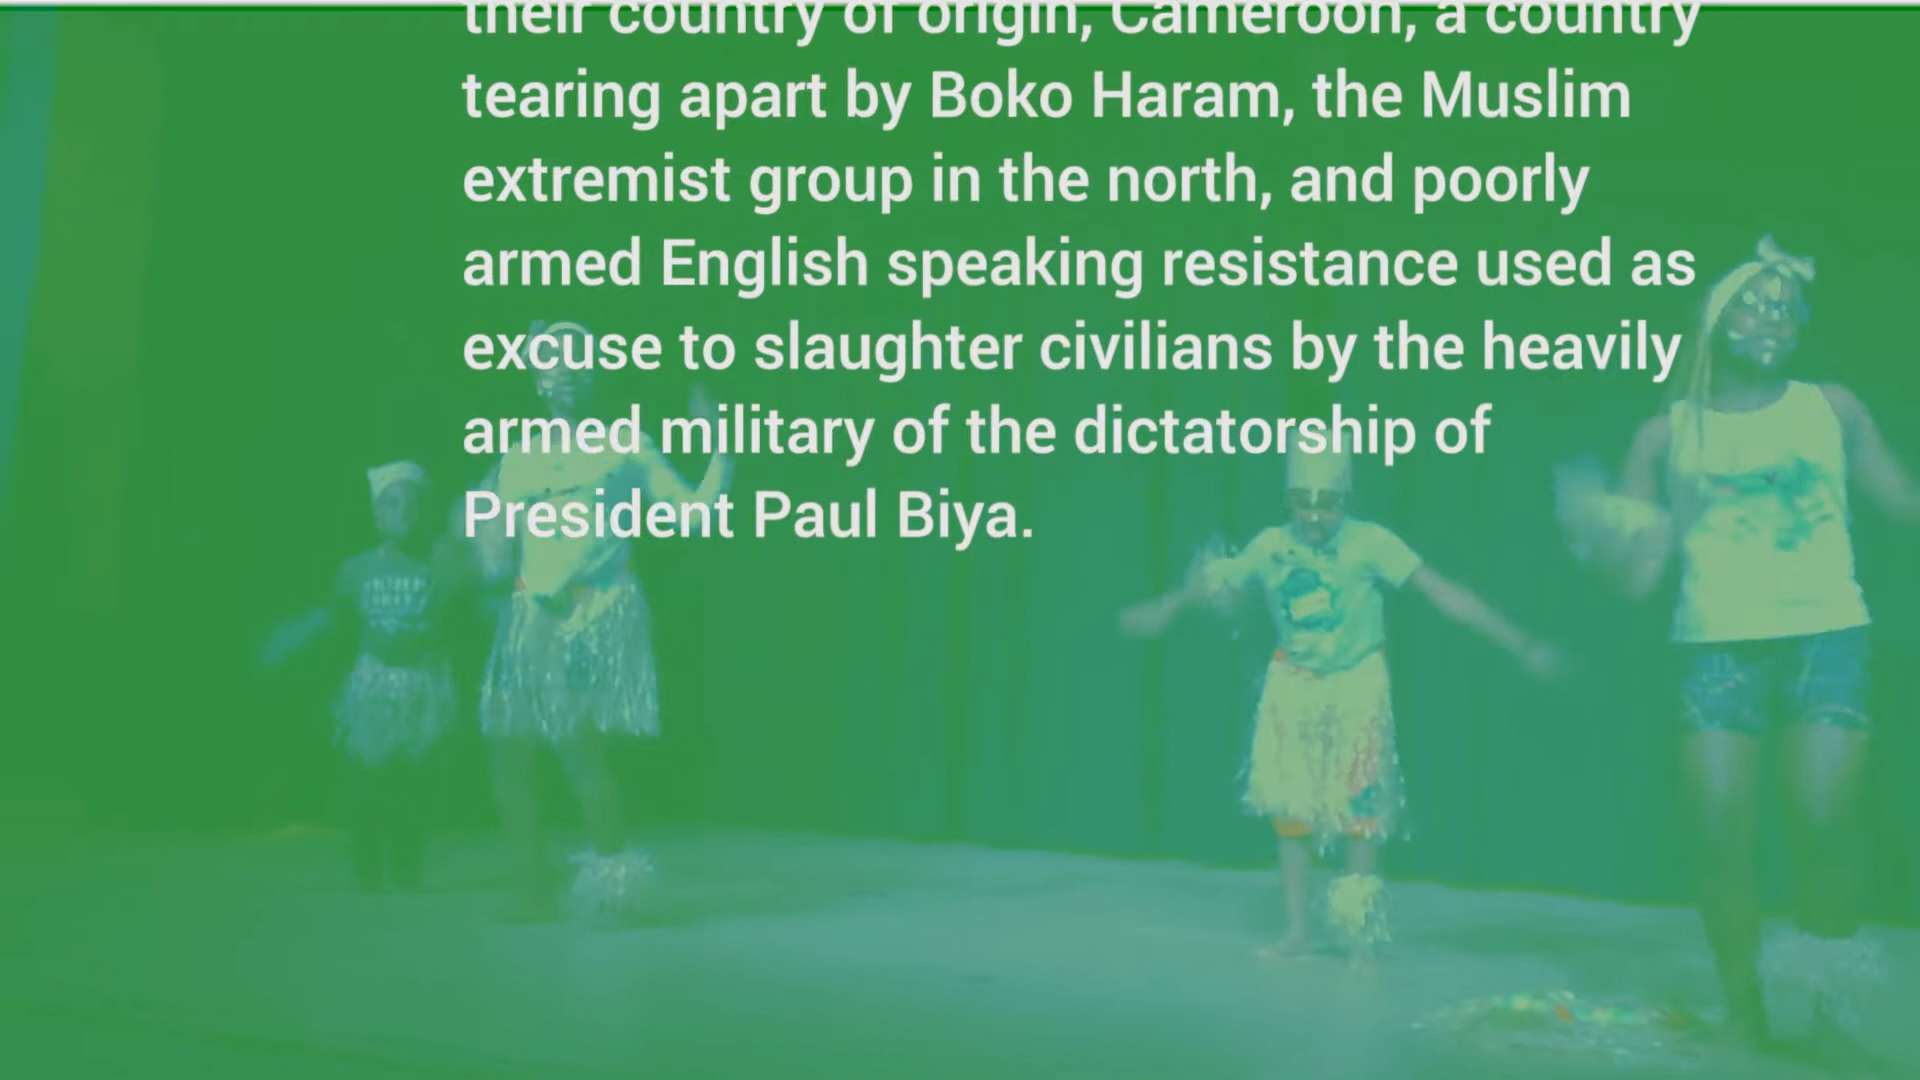 their country of origin, Cameroon, a country
tearing apart by Boko Haram, the Muslim
extremist group in the north, and poorly
armed English speaking resistance used as
excuse to slaughter civilians by the heavily
armed military of the dictatorship of
President Paul Biya.